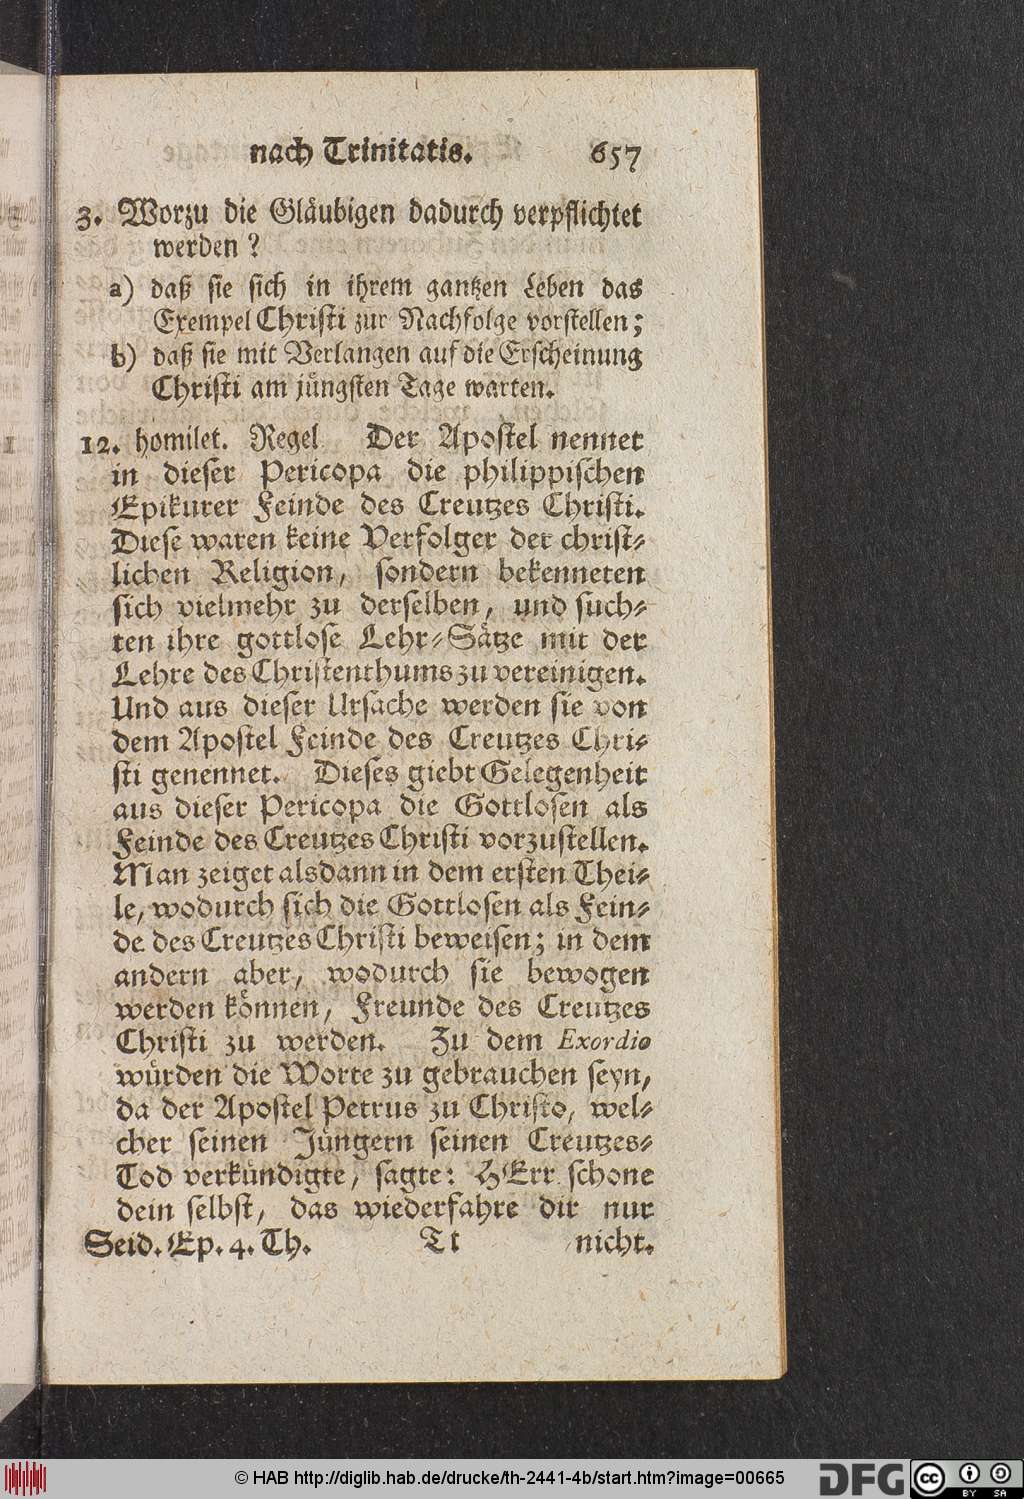 nach Trinitatis. 657
3. Worzu die Gläubigen dadurch verpflichtet
werden?
a) daß sie sich in ihrem gantzen Leben das
Exempel Christi zur Nachfolge vorstellen;
b) daß sie mit Verlangen auf die Erscheinung
Christi am jüngsten Tage warten.
12. homilet. Regel Der Apostel nennet
in dieser Pericopa die philippischen
Epikurer Feinde des Creutzes Christi.
Diese waren keine Verfolger der christ-
lichen Religion, sondern bekenneten
sich vielmehr zu derselben, und such-
ten ihre gottlose Lehr-Sätze mit der
Lehre des Christenthums zu vereinigen.
Und aus dieser Ursache werden sie von
dem Apostel Feinde des Creutzes Chri-
sti genennet. Dieses giebt Gelegenheit
aus dieser Pericopa die Gottlosen als
Feinde des Creutzes Christi vorzustellen.
Man zeiget alsdann in dem ersten Thei-
le, wodurch sich die Gottlosen als Fein-
de des Creutzes Christi beweisen; in dem
andern aber, wodurch sie bewogen
werden können, Freunde des Creutzes
Christi zu werden. Zu dem Exordio
würden die Worte zu gebrauchen seyn,
da der Apostel Petrus zu Christo, wel-
cher seinen Jüngern seinen Creutzes-
Tod verkündigte, sagte: HErr schone
dein selbst, das wiederfahre dir nur
Seid. Ep. 4. Th. Tt nicht.
© HAB http://diglib.hab.de/drucke/th-2441-4b/start.htm?image=00665
DFG
cc
BY SA